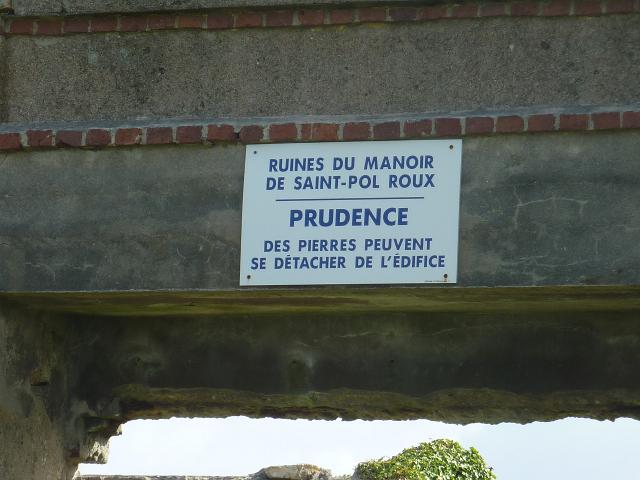 RUINES DU MANOIR
DE SAINT-POL ROUX
PRUDENCE
DES PIERRES PEUVENT
SE DÉTACHER DE L'ÉDIFICE